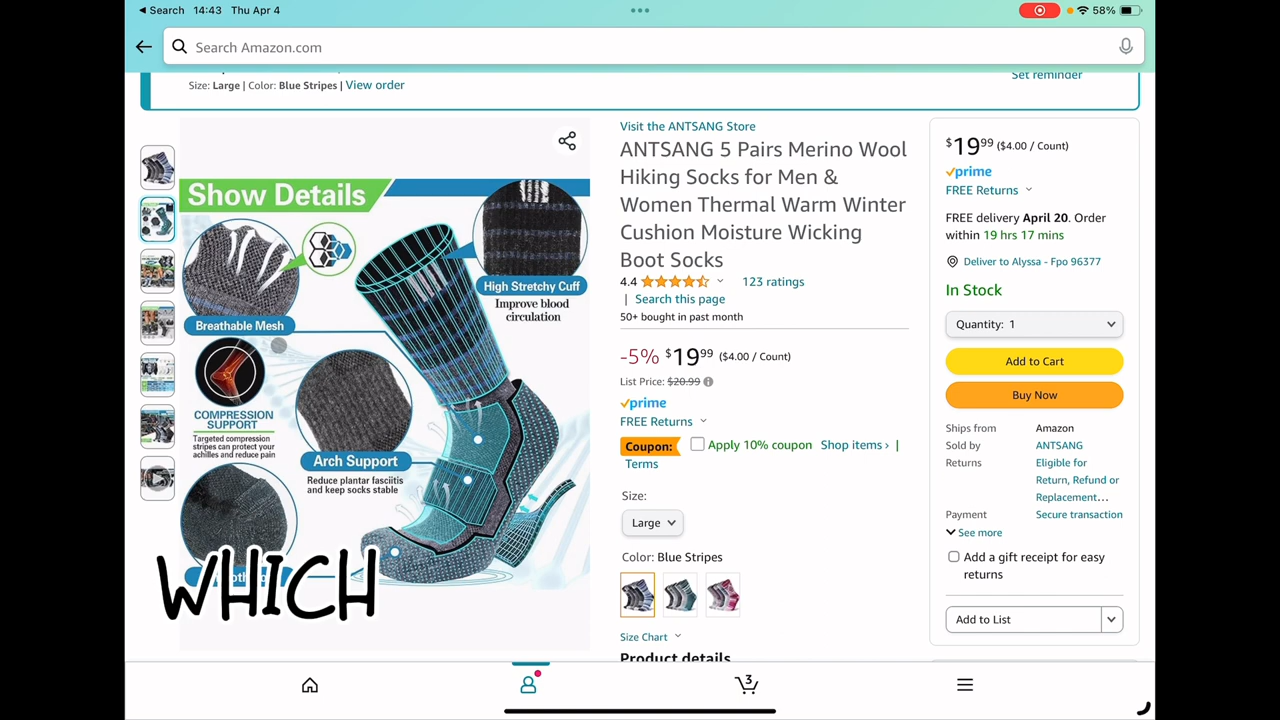 Search 14:43 Thu Apr 4
58%
Search Amazon.com
Size: Large | Color: Blue Stripes | View order
Set reminder
Show Details
Breathable Mesh
High Stretchy Cuff
Improve blood
circulation
COMPRESSION
SUPPORT
Targeted compression
stripes can protect your
achilles and reduce pain
Arch Support
Reduce plantar fasciitis
and keep socks stable
WHICH
Visit the ANTSANG Store
ANTSANG 5 Pairs Merino Wool
Hiking Socks for Men &
Women Thermal Warm Winter
Cushion Moisture Wicking
Boot Socks
4.4 123 ratings
| Search this page
50+ bought in past month
-5% $19.99 ($4.00 / Count)
List Price: $20.99
prime
FREE Returns
Coupon: Apply 10% coupon Shop items › |
Terms
Size:
Large
Color: Blue Stripes
Size Chart
Product details
$19.99 ($4.00 / Count)
prime
FREE Returns
FREE delivery April 20. Order
within 19 hrs 17 mins
Deliver to Alyssa - Fpo 96377
In Stock
Quantity: 1
Add to Cart
Buy Now
Ships from Amazon
Sold by ANTSANG
Returns Eligible for
Return, Refund or
Replacement…
Payment Secure transaction
See more
Add a gift receipt for easy
returns
Add to List
3